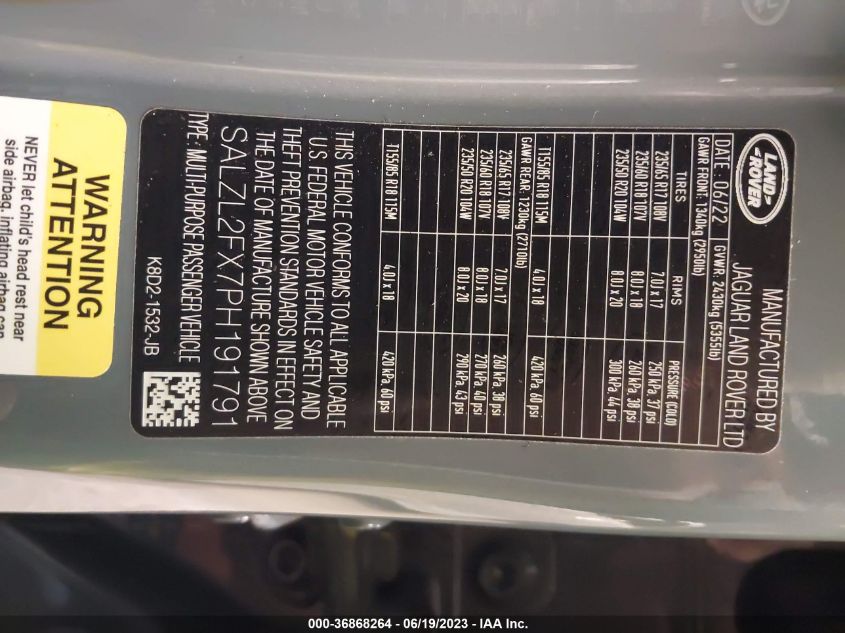 LAND-
ROVER
MANUFACTURED BY
JAGUAR LAND ROVER LTD
DATE: 06/22 GVWR: 2430kg (5355lb)
GAWR FRONT: 1340kg (2950lb)
TIRES RIMS PRESSURE (COLD)
235/65 R17 108V 7.0J x 17 250 kPa, 37 psi
235/60 R18 107V 8.0J x 18 260 kPa, 38 psi
235/50 R20 104W 8.0J x 20 300 kPa, 44 psi
T155/85 R18 115M 4.0J x 18 420 kPa, 60 psi
GAWR REAR: 1230kg (2710lb)
235/65 R17 108V 7.0J x 17 260 kPa, 38 psi
235/60 R18 107V 8.0J x 18 270 kPa, 40 psi
235/50 R20 104W 8.0J x 20 290 kPa, 43 psi
T155/85 R18 115M 4.0J x 18 420 kPa, 60 psi
THIS VEHICLE CONFORMS TO ALL APPLICABLE
U.S. FEDERAL MOTOR VEHICLE SAFETY AND
THEFT PREVENTION STANDARDS IN EFFECT ON
THE DATE OF MANUFACTURE SHOWN ABOVE
SALZL2FX7PH191791
TYPE: MULTI-PURPOSE PASSENGER VEHICLE
K8D2-1532-JB
WARNING
ATTENTION
NEVER let child's head rest near
side airbag. Inflating airbag can
000-36868264 - 06/19/2023 - IAA Inc.